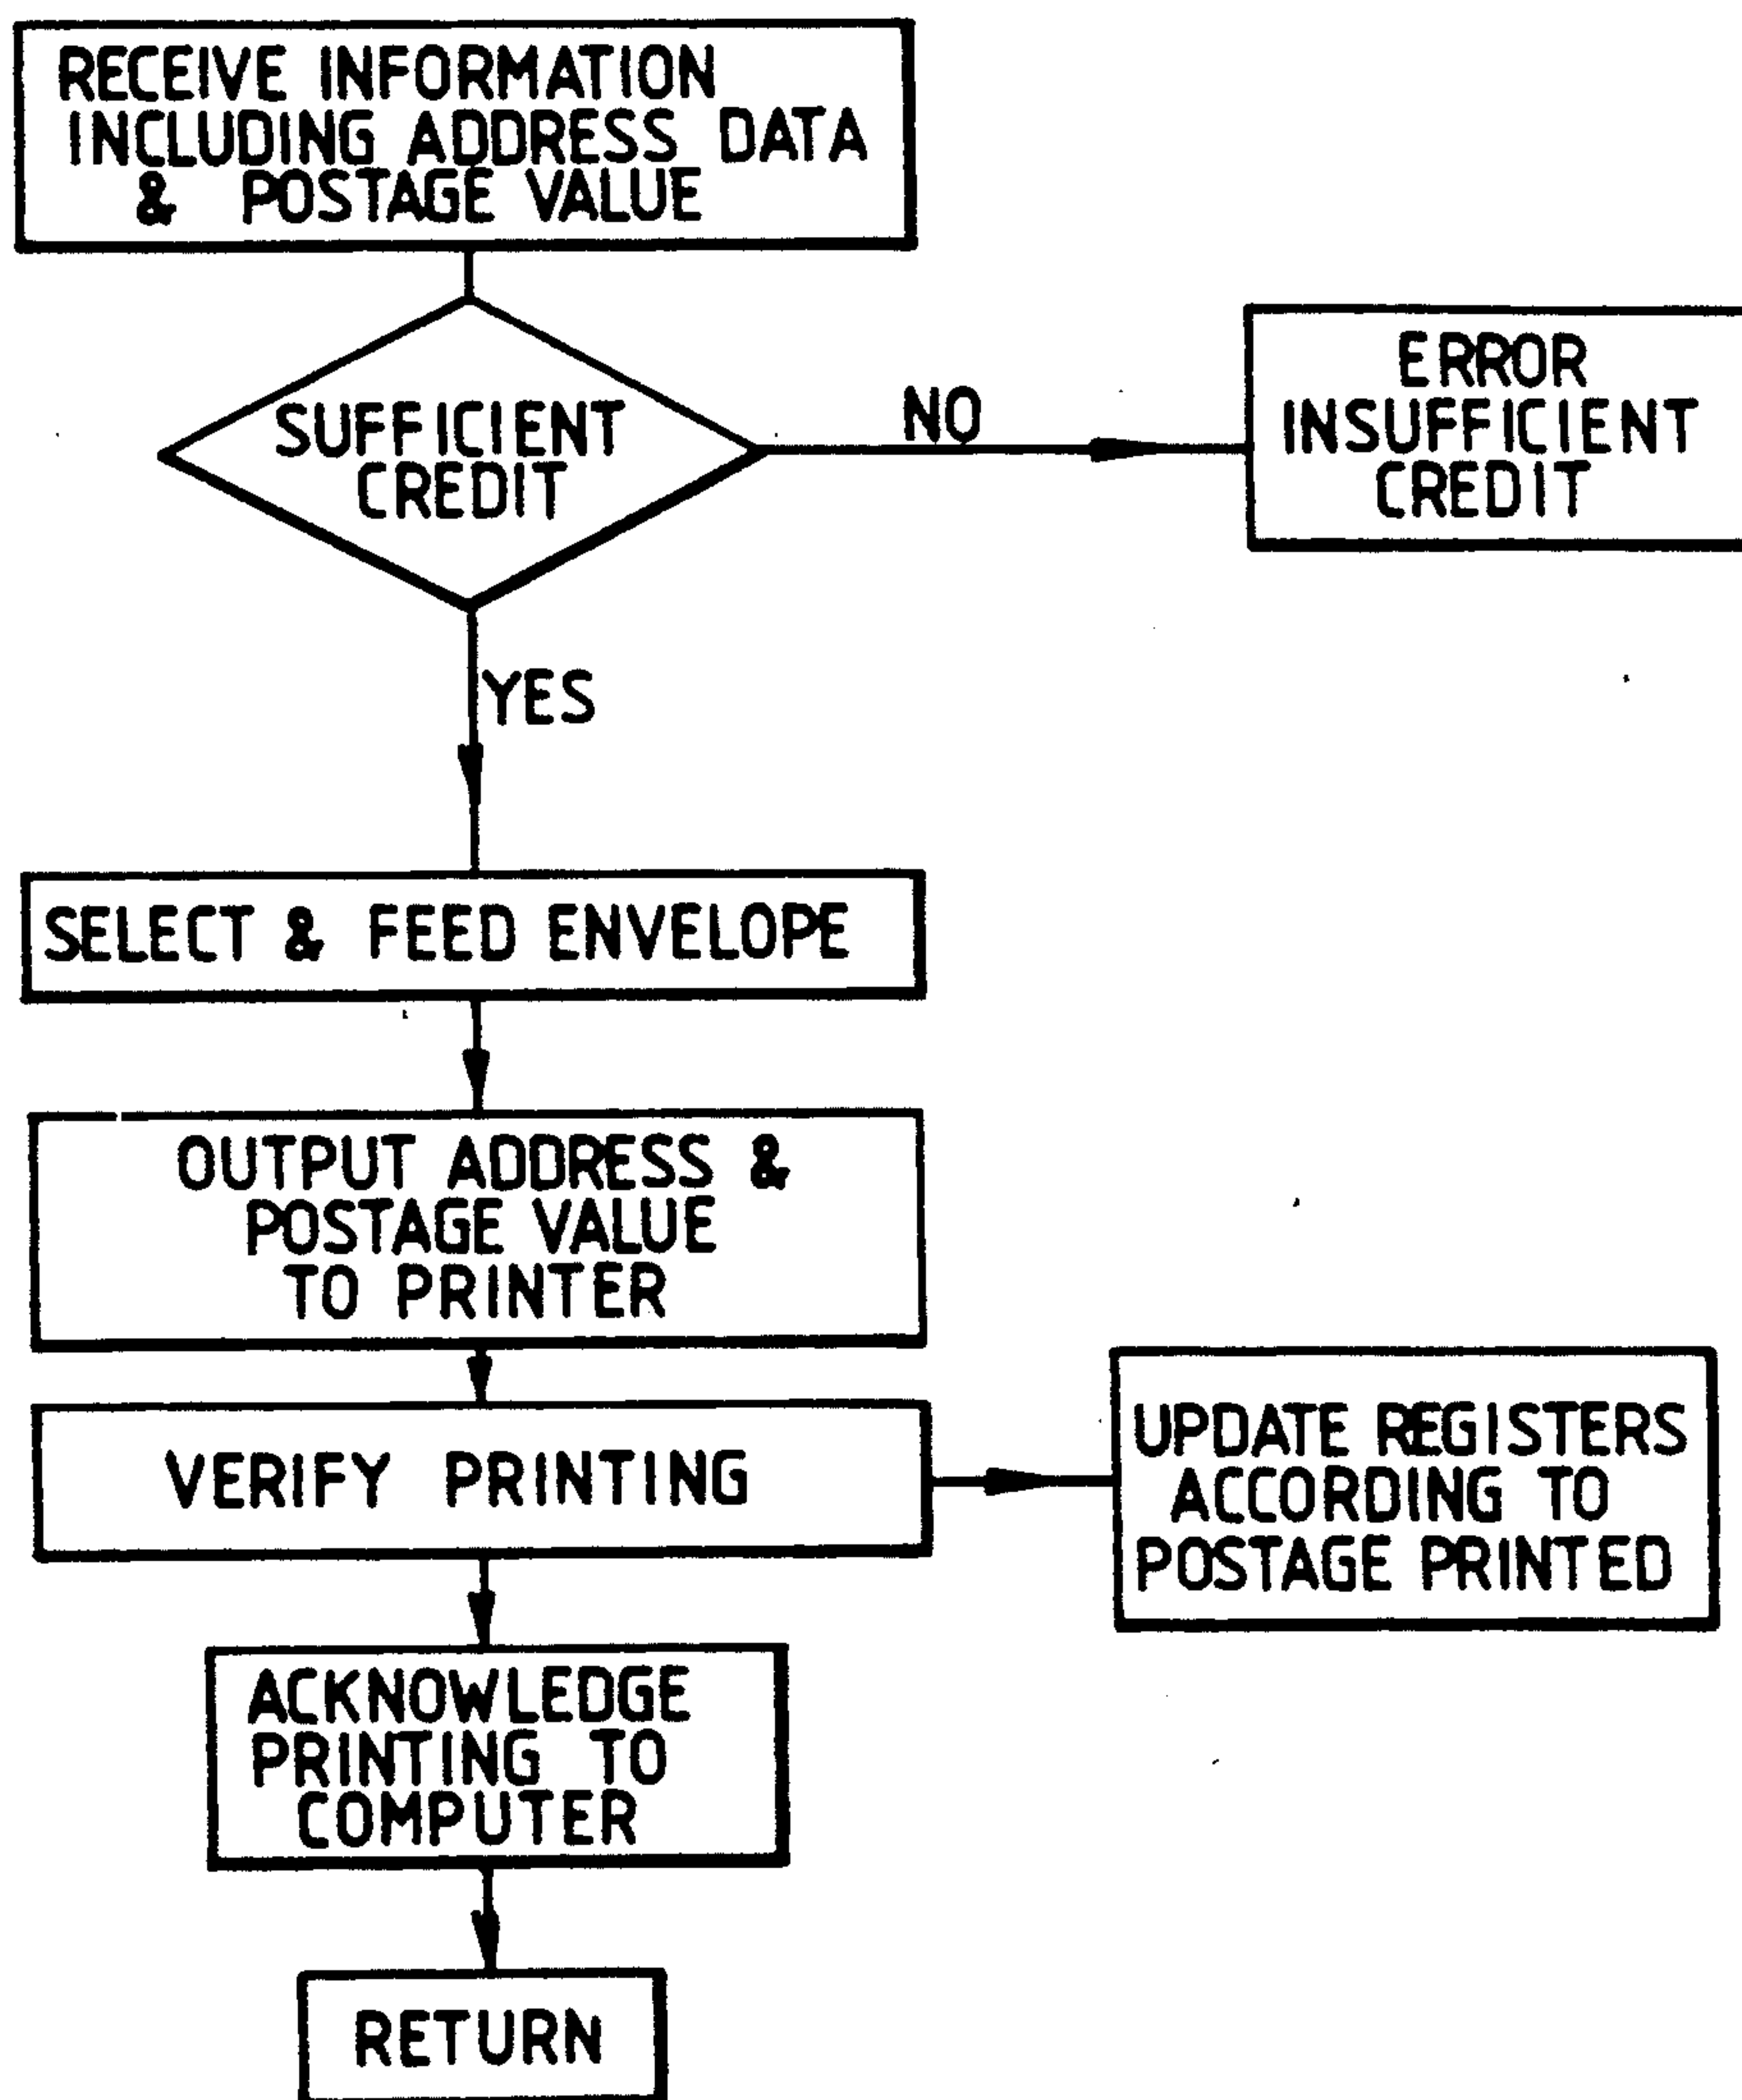 RECEIVE INFORMATION
INCLUDING ADDRESS DATA
& POSTAGE VALUE
SUFFICIENT
CREDIT
NO
ERROR
INSUFFICIENT
CREDIT
YES
SELECT & FEED ENVELOPE
OUTPUT ADDRESS &
POSTAGE VALUE
TO PRINTER
VERIFY PRINTING
UPDATE REGISTERS
ACCORDING TO
POSTAGE PRINTED
ACKNOWLEDGE
PRINTING TO
COMPUTER
RETURN